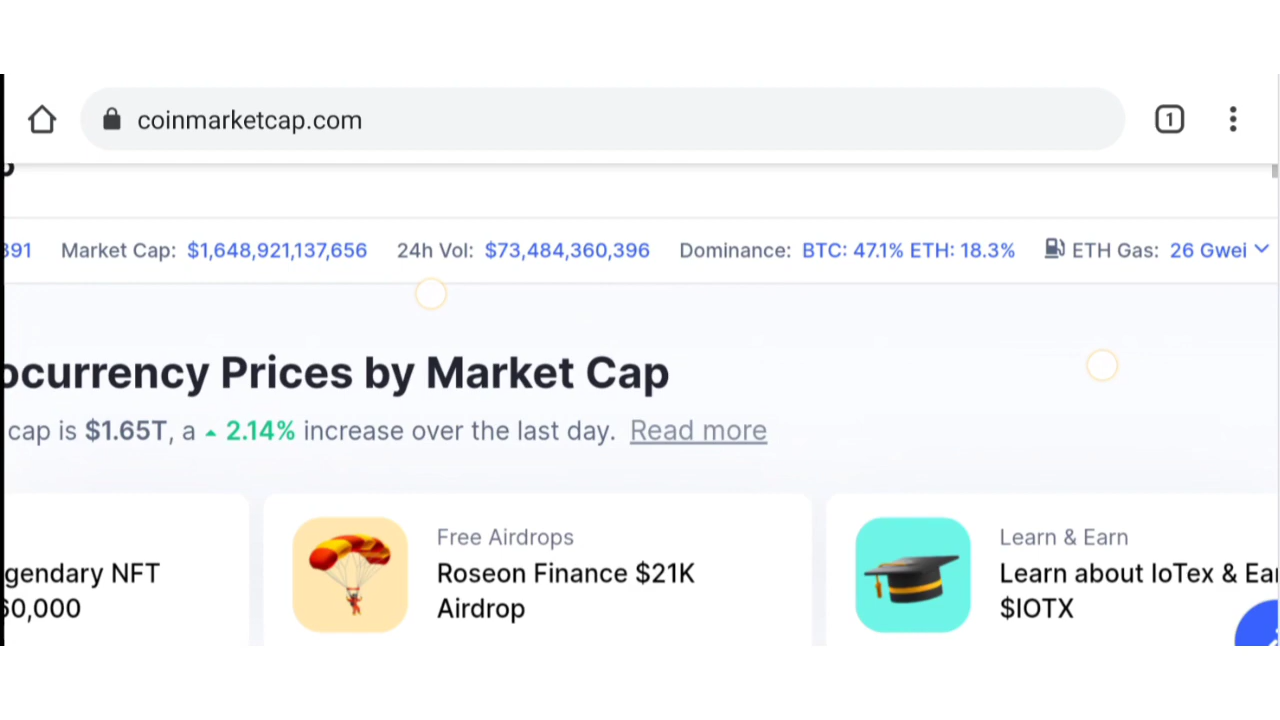 coinmarketcap.com
1
391 Market Cap: $1,648,921,137,656 24h Vol: $73,484,360,396 Dominance: BTC: 47.1% ETH: 18.3% ETH Gas: 26 Gwei
ocurrency Prices by Market Cap
cap is $1.65T, a 2.14% increase over the last day. Read more
gendary NFT
60,000
Free Airdrops
Roseon Finance $21K
Airdrop
Learn & Earn
Learn about IoTex & Ear
$IOTX